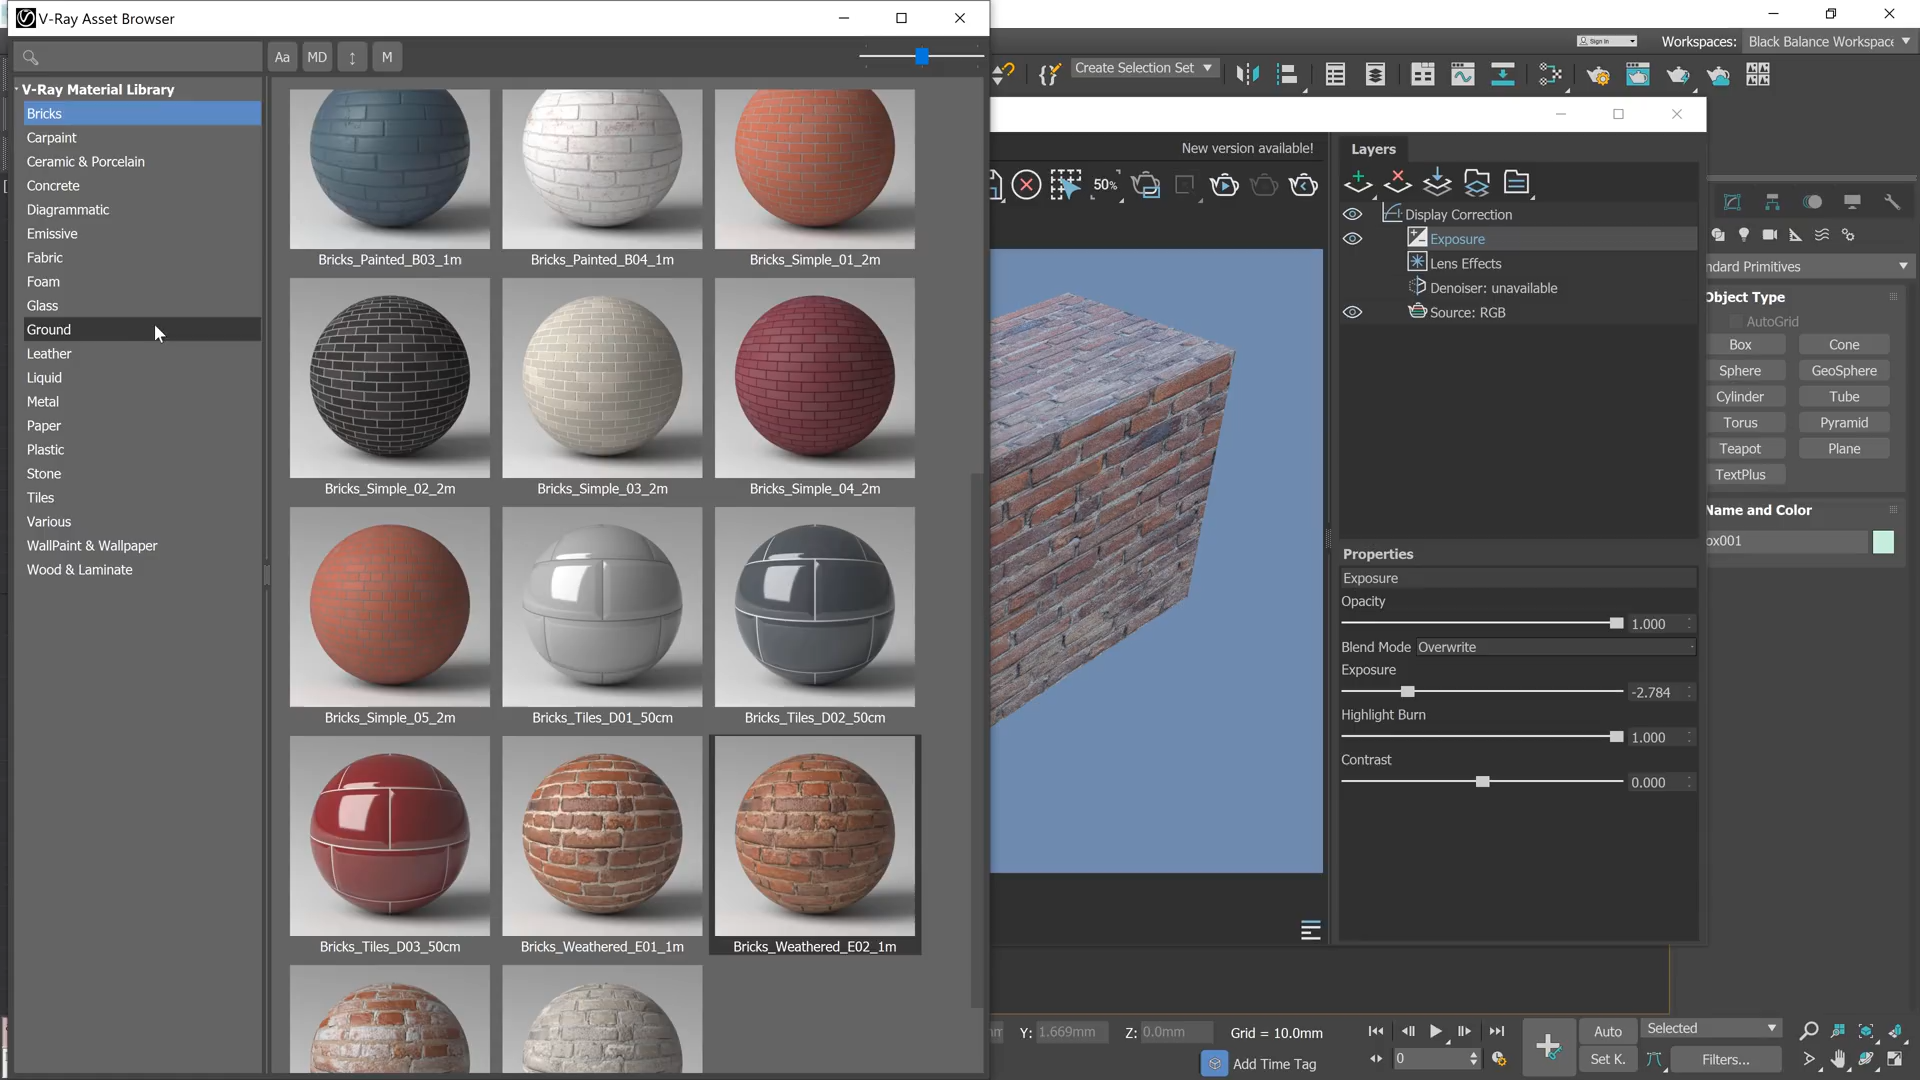 V-Ray Asset Browser
Aa MD M
V-Ray Material Library
Bricks
Carpaint
Ceramic & Porcelain
Concrete
Diagrammatic
Emissive
Fabric
Foam
Glass
Ground
Leather
Liquid
Metal
Paper
Plastic
Stone
Tiles
Various
WallPaint & Wallpaper
Wood & Laminate
Bricks_Painted_B03_1m
Bricks_Painted_B04_1m
Bricks_Simple_01_2m
Bricks_Simple_02_2m
Bricks_Simple_03_2m
Bricks_Simple_04_2m
Bricks_Simple_05_2m
Bricks_Tiles_D01_50cm
Bricks_Tiles_D02_50cm
Bricks_Tiles_D03_50cm
Bricks_Weathered_E01_1m
Bricks_Weathered_E02_1m
Sign In
Workspaces: Black Balance Workspace
Create Selection Set
New version available!
50%
Layers
Display Correction
Exposure
Lens Effects
Denoiser: unavailable
Source: RGB
Properties
Exposure
Opacity
1.000
Blend Mode Overwrite
Exposure
-2.784
Highlight Burn
1.000
Contrast
0.000
ndard Primitives
Object Type
AutoGrid
Box Cone
Sphere GeoSphere
Cylinder Tube
Torus Pyramid
Teapot Plane
TextPlus
Name and Color
ox001
Y: 1.669mm Z: 0.0mm Grid = 10.0mm
Add Time Tag
0
Auto Selected
Set K. Filters...